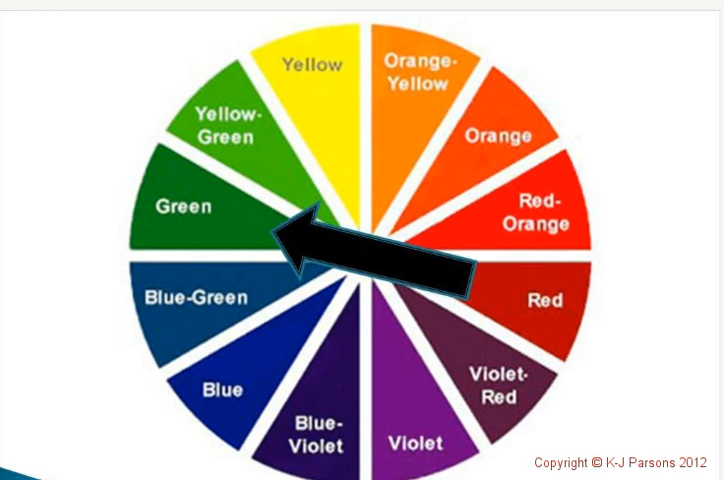 Yellow
Orange-
Yellow
Yellow-
Green
Orange
Green
Red-
Orange
Blue-Green
Red
Blue
Violet-
Red
Blue-
Violet
Violet
Copyright © K-J Parsons 2012